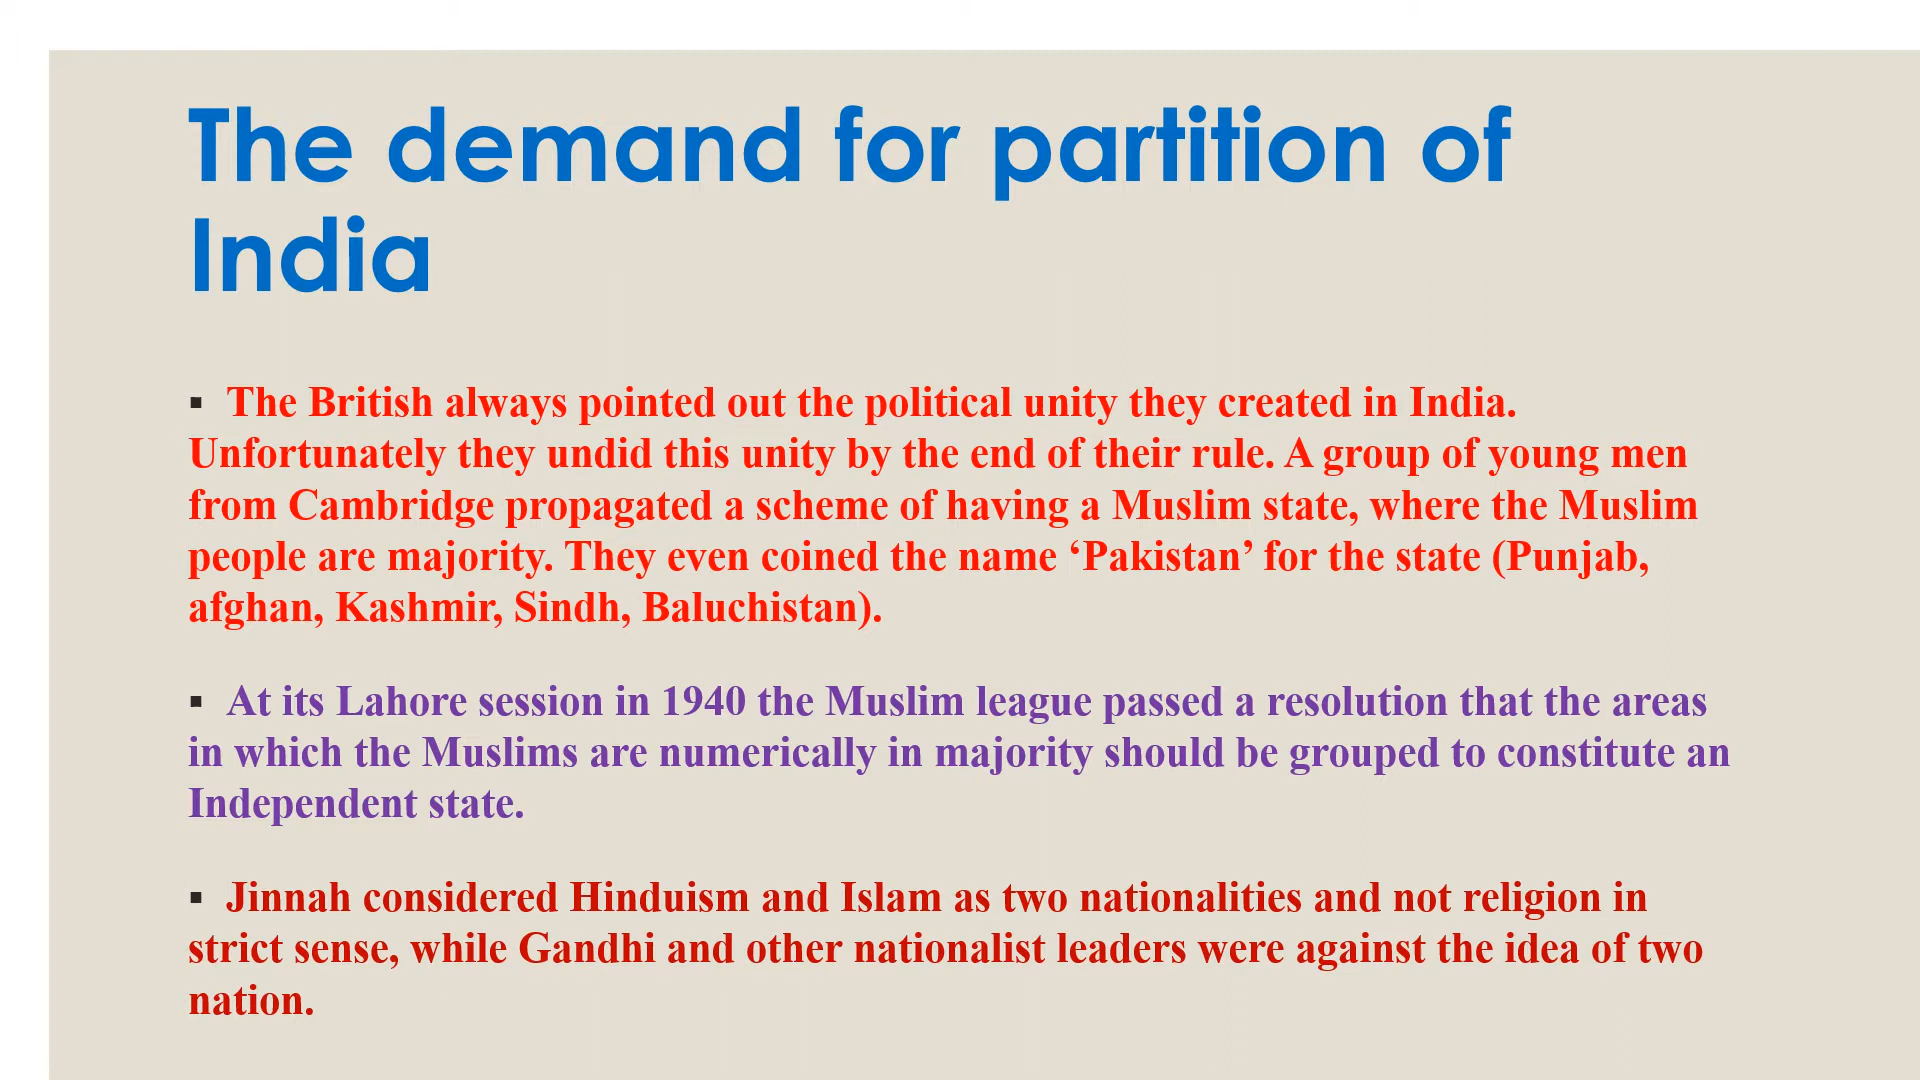 The demand for partition of
India
▪ The British always pointed out the political unity they created in India.
Unfortunately they undid this unity by the end of their rule. A group of young men
from Cambridge propagated a scheme of having a Muslim state, where the Muslim
people are majority. They even coined the name ‘Pakistan’ for the state (Punjab,
afghan, Kashmir, Sindh, Baluchistan).
▪ At its Lahore session in 1940 the Muslim league passed a resolution that the areas
in which the Muslims are numerically in majority should be grouped to constitute an
Independent state.
▪ Jinnah considered Hinduism and Islam as two nationalities and not religion in
strict sense, while Gandhi and other nationalist leaders were against the idea of two
nation.